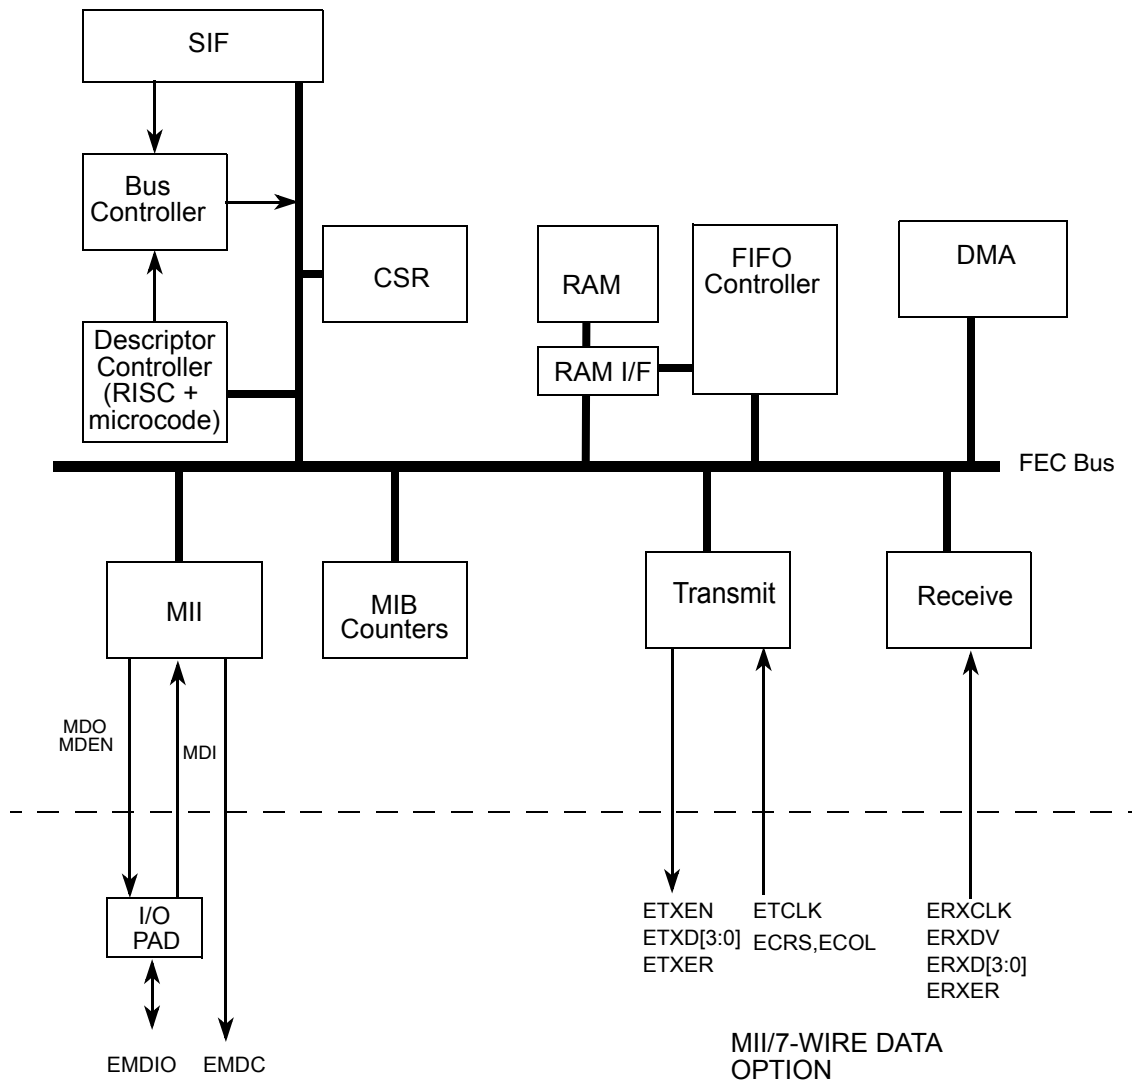 SIF
Bus
Controller
CSR
RAM
FIFO
Controller
DMA
Descriptor
Controller
(RISC +
microcode)
RAM I/F
FEC Bus
MII
MIB
Counters
Transmit
Receive
MDO
MDEN
MDI
I/O
PAD
ETXEN
ETXD[3:0]
ETXER
ETCLK
ECRS,ECOL
ERXCLK
ERXDV
ERXD[3:0]
ERXER
EMDIO
EMDC
MII/7-WIRE DATA
OPTION